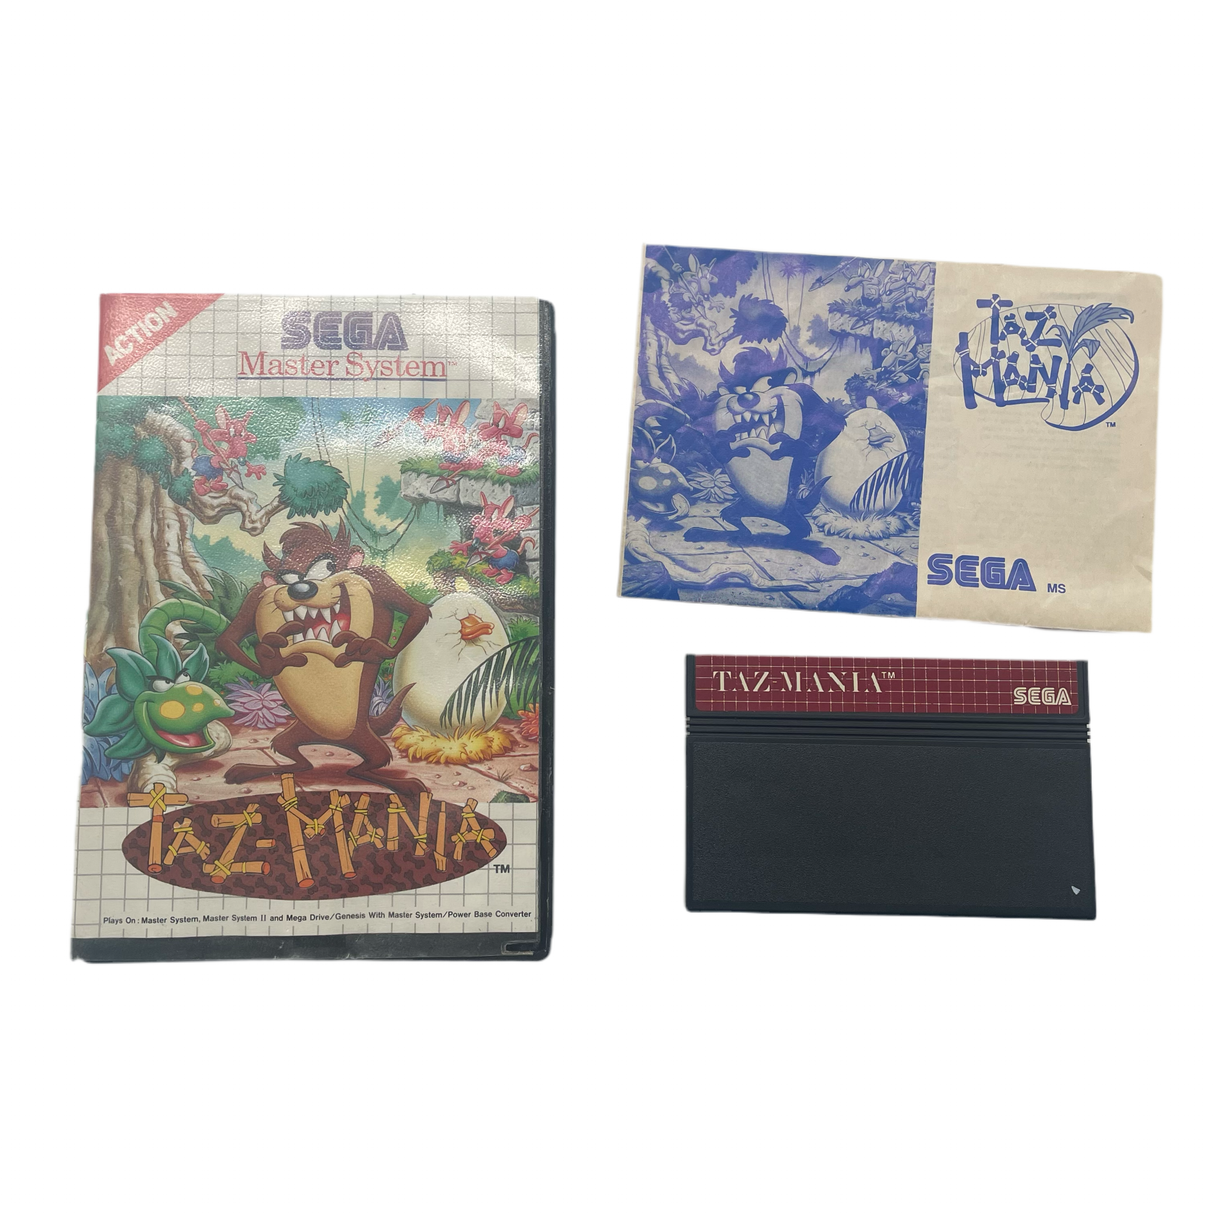 ACTION
SEGA
Master System™
TAZ-MANIA
™
Plays On : Master System, Master System II and Mega Drive/Genesis With Master System/Power Base Converter
TAZ
MANIA
™
SEGA MS
TAZ-MANIA™
SEGA